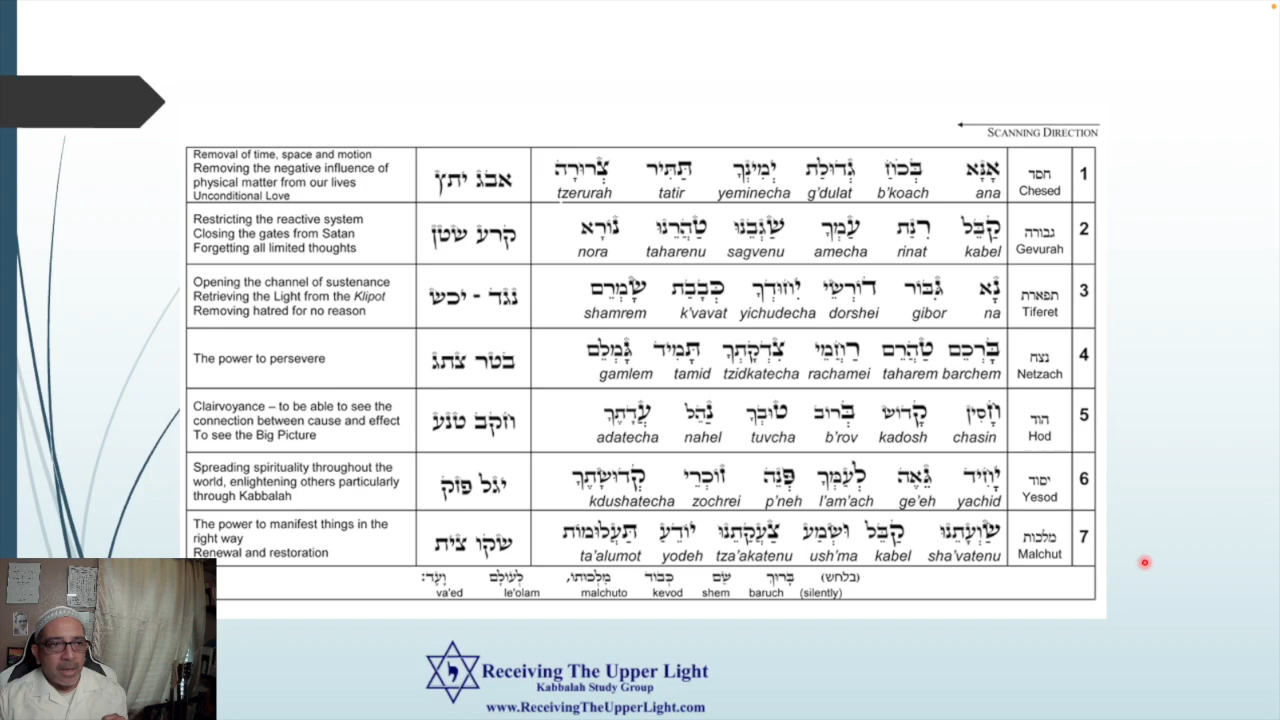 SCANNING DIRECTION
1
חסד
Chesed
אָנָּא בְּכֹחַ גְּדוּלַּת יְמִינְךָ תַּתִּיר צְרוּרָה
ana b'koach g'dulat yeminecha tatir tzerurah
אבג יתץ
Removal of time, space and motion
Removing the negative influence of
physical matter from our lives
Unconditional Love
2
גבורה
Gevurah
קַבֵּל רִנַּת עַמְּךָ שַׂגְּבֵנוּ טַהֲרֵנוּ נוֹרָא
kabel rinat amecha sagvenu taharenu nora
קרע שטן
Restricting the reactive system
Closing the gates from Satan
Forgetting all limited thoughts
3
תפארת
Tiferet
נָא גִּבּוֹר דּוֹרְשֵׁי יִחוּדְךָ כְּבָבַת שָׁמְרֵם
na gibor dorshei yichudecha k'vavat shamrem
נגד - יכש
Opening the channel of sustenance
Retrieving the Light from the Klipot
Removing hatred for no reason
4
נצח
Netzach
בָּרְכֵם טַהֲרֵם רַחֲמֵי צִדְקָתְךָ תָּמִיד גָּמְלֵם
barchem taharem rachamei tzidkatecha tamid gamlem
בטר צתג
The power to persevere
5
הוד
Hod
חֲסִין קָדוֹשׁ בְּרוֹב טוּבְךָ נַהֵל עֲדָתֶךָ
chasin kadosh b'rov tuvcha nahel adatecha
חקב טנע
Clairvoyance – to be able to see the
connection between cause and effect
To see the Big Picture
6
יסוד
Yesod
יָחִיד גֵּאֶה לְעַמְּךָ פְּנֵה זוֹכְרֵי קְדוּשָּׁתֶךָ
yachid ge'eh l'am'ach p'neh zochrei kdushatecha
יגל פזק
Spreading spirituality throughout the
world, enlightening others particularly
through Kabbalah
7
מלכות
Malchut
שַׁוְעָתֵנוּ קַבֵּל וּשְׁמַע צַעֲקָתֵנוּ יוֹדֵעַ תַּעֲלוּמוֹת
sha'vatenu kabel ush'ma tza'akatenu yodeh ta'alumot
שקו צית
The power to manifest things in the
right way
Renewal and restoration
(בלחש) בָּרוּךְ שֵׁם כְּבוֹד מַלְכוּתוֹ, לְעוֹלָם וָעֶד:
(silently) baruch shem kevod malchuto le'olam va'ed
Receiving The Upper Light
Kabbalah Study Group
www.ReceivingTheUpperLight.com